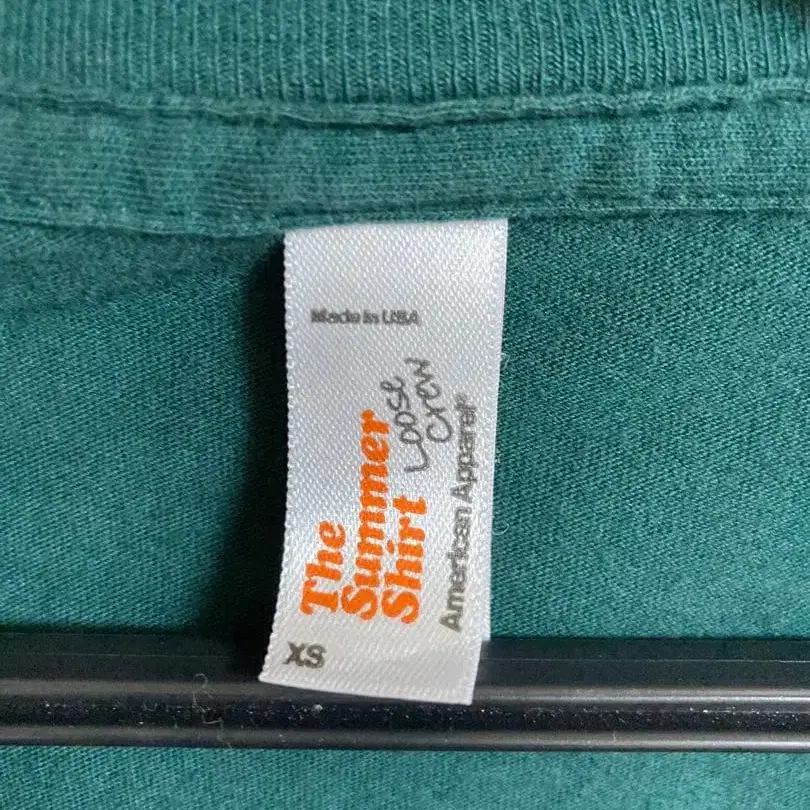 Made in USA
The
Summer
Shirt
Loose
Crew
American Apparel®
XS